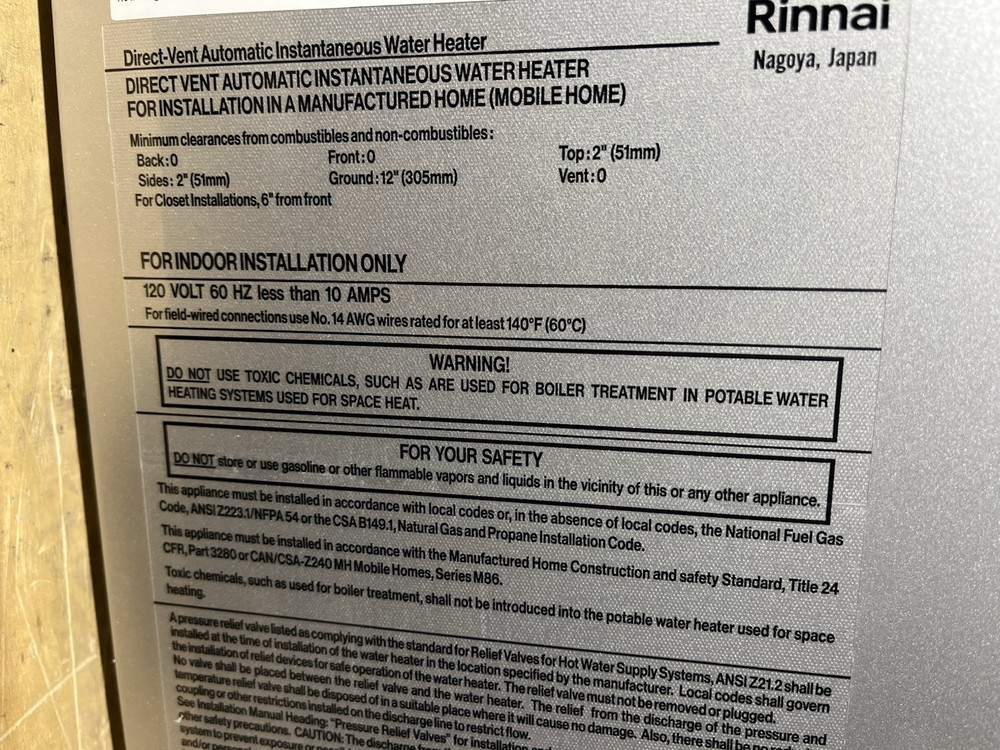 Rinnai
Nagoya, Japan
Direct-Vent Automatic Instantaneous Water Heater
DIRECT VENT AUTOMATIC INSTANTANEOUS WATER HEATER
FOR INSTALLATION IN A MANUFACTURED HOME (MOBILE HOME)
Minimum clearances from combustibles and non-combustibles:
Back:0 Front:0 Top:2" (51mm)
Sides: 2" (51mm) Ground:12" (305mm) Vent:0
For Closet Installations, 6" from front
FOR INDOOR INSTALLATION ONLY
120 VOLT 60 HZ less than 10 AMPS
For field-wired connections use No. 14 AWG wires rated for at least 140°F (60°C)
WARNING!
DO NOT USE TOXIC CHEMICALS, SUCH AS ARE USED FOR BOILER TREATMENT IN POTABLE WATER
HEATING SYSTEMS USED FOR SPACE HEAT.
FOR YOUR SAFETY
DO NOT store or use gasoline or other flammable vapors and liquids in the vicinity of this or any other appliance.
This appliance must be installed in accordance with local codes or, in the absence of local codes, the National Fuel Gas
Code, ANSI Z223.1/NFPA 54 or the CSA B149.1, Natural Gas and Propane Installation Code.
This appliance must be installed in accordance with the Manufactured Home Construction and safety Standard, Title 24
CFR, Part 3280 or CAN/CSA-Z240 MH Mobile Homes, Series M86.
Toxic chemicals, such as used for boiler treatment, shall not be introduced into the potable water heater used for space
heating.
A pressure relief valve listed as complying with the standard for Relief Valves for Hot Water Supply Systems, ANSI Z21.2 shall be
installed at the time of installation of the water heater in the location specified by the manufacturer. Local codes shall govern
the installation of relief devices for safe operation of the water heater. The relief valve must not be removed or plugged.
No valve shall be placed between the relief valve and the water heater. The relief from the discharge of the pressure and
temperature relief valve shall be disposed of in a suitable place where it will cause no damage. Also, there shall be no
coupling or other restrictions installed on the discharge line to restrict flow.
See Installation Manual Heading: "Pressure Relief Valves" for installation
other safety precautions. CAUTION: The discharge
system to prevent exposure or
and/or